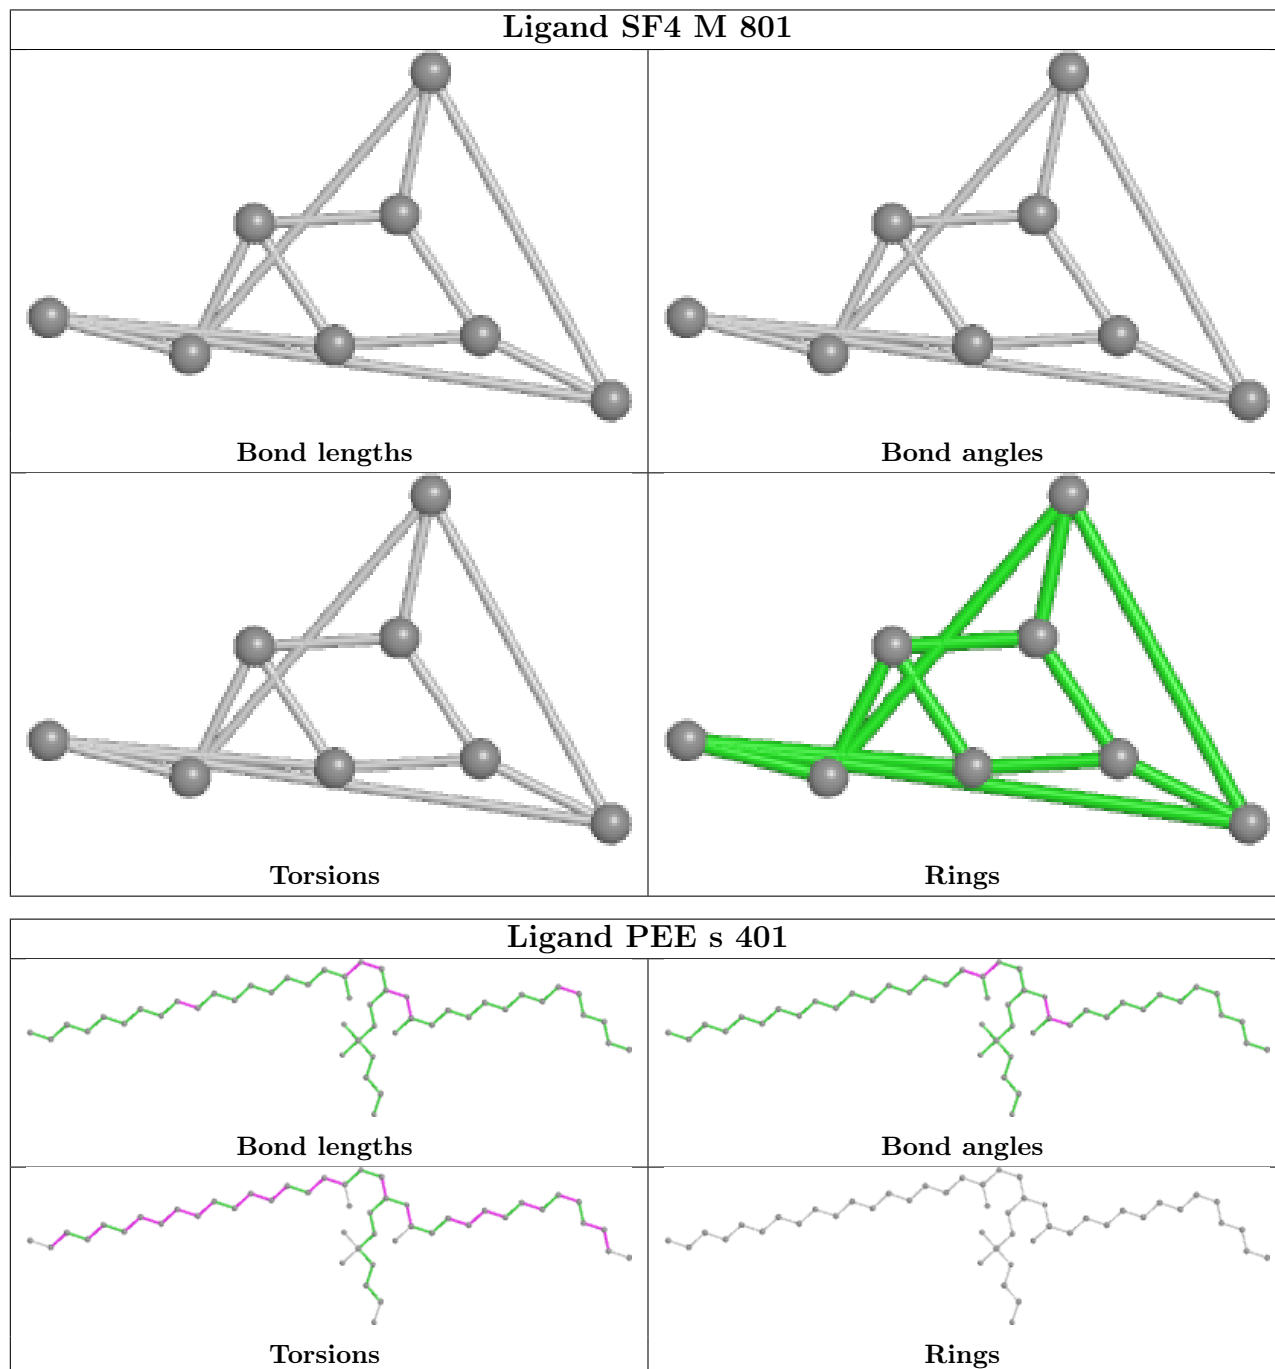 Ligand SF4 M 801
Bond lengths
Bond angles
Torsions
Rings
Ligand PEE s 401
Bond lengths
Bond angles
Torsions
Rings